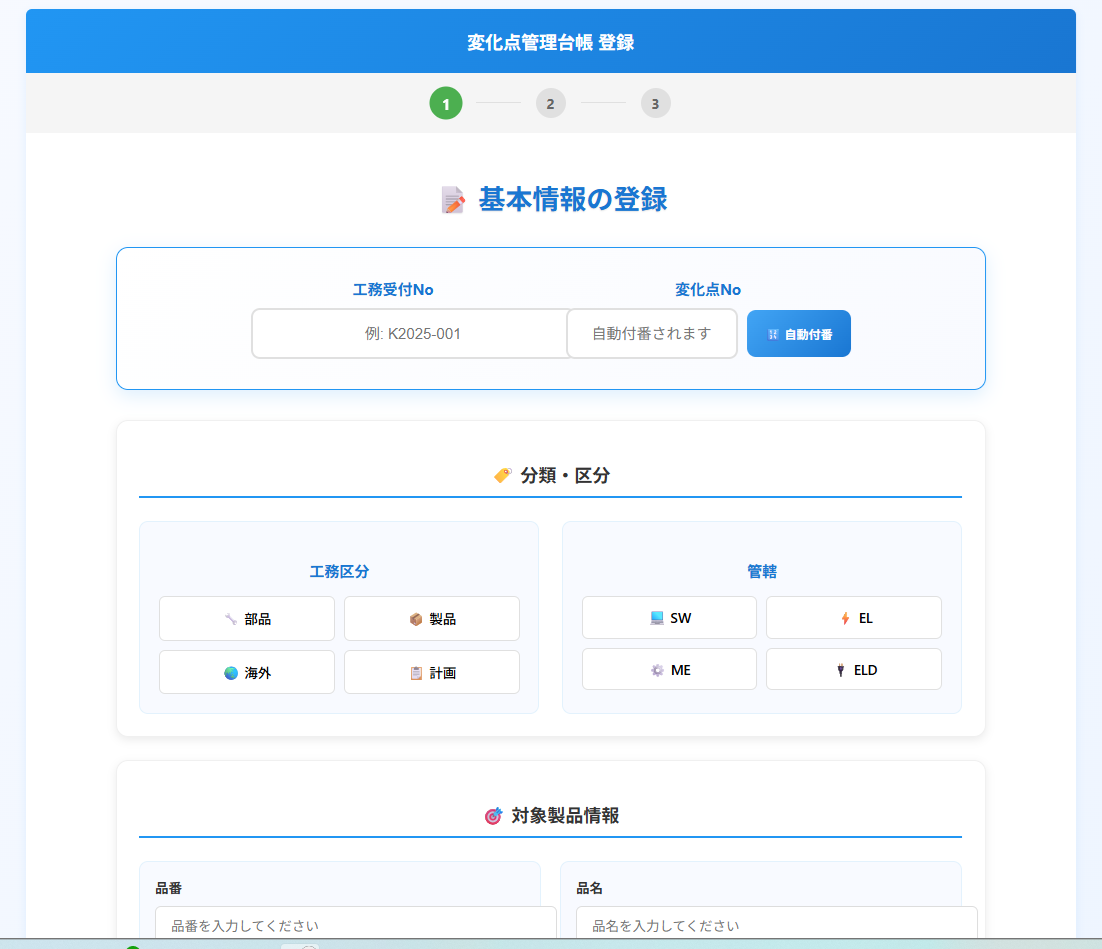 変化点管理台帳 登録
1 2 3
基本情報の登録
工務受付No 変化点No
例: K2025-001 自動付番されます 自動付番
分類・区分
工務区分 管轄
部品 製品 SW EL
海外 計画 ME ELD
対象製品情報
品番 品名
品番を入力してください 品名を入力してください